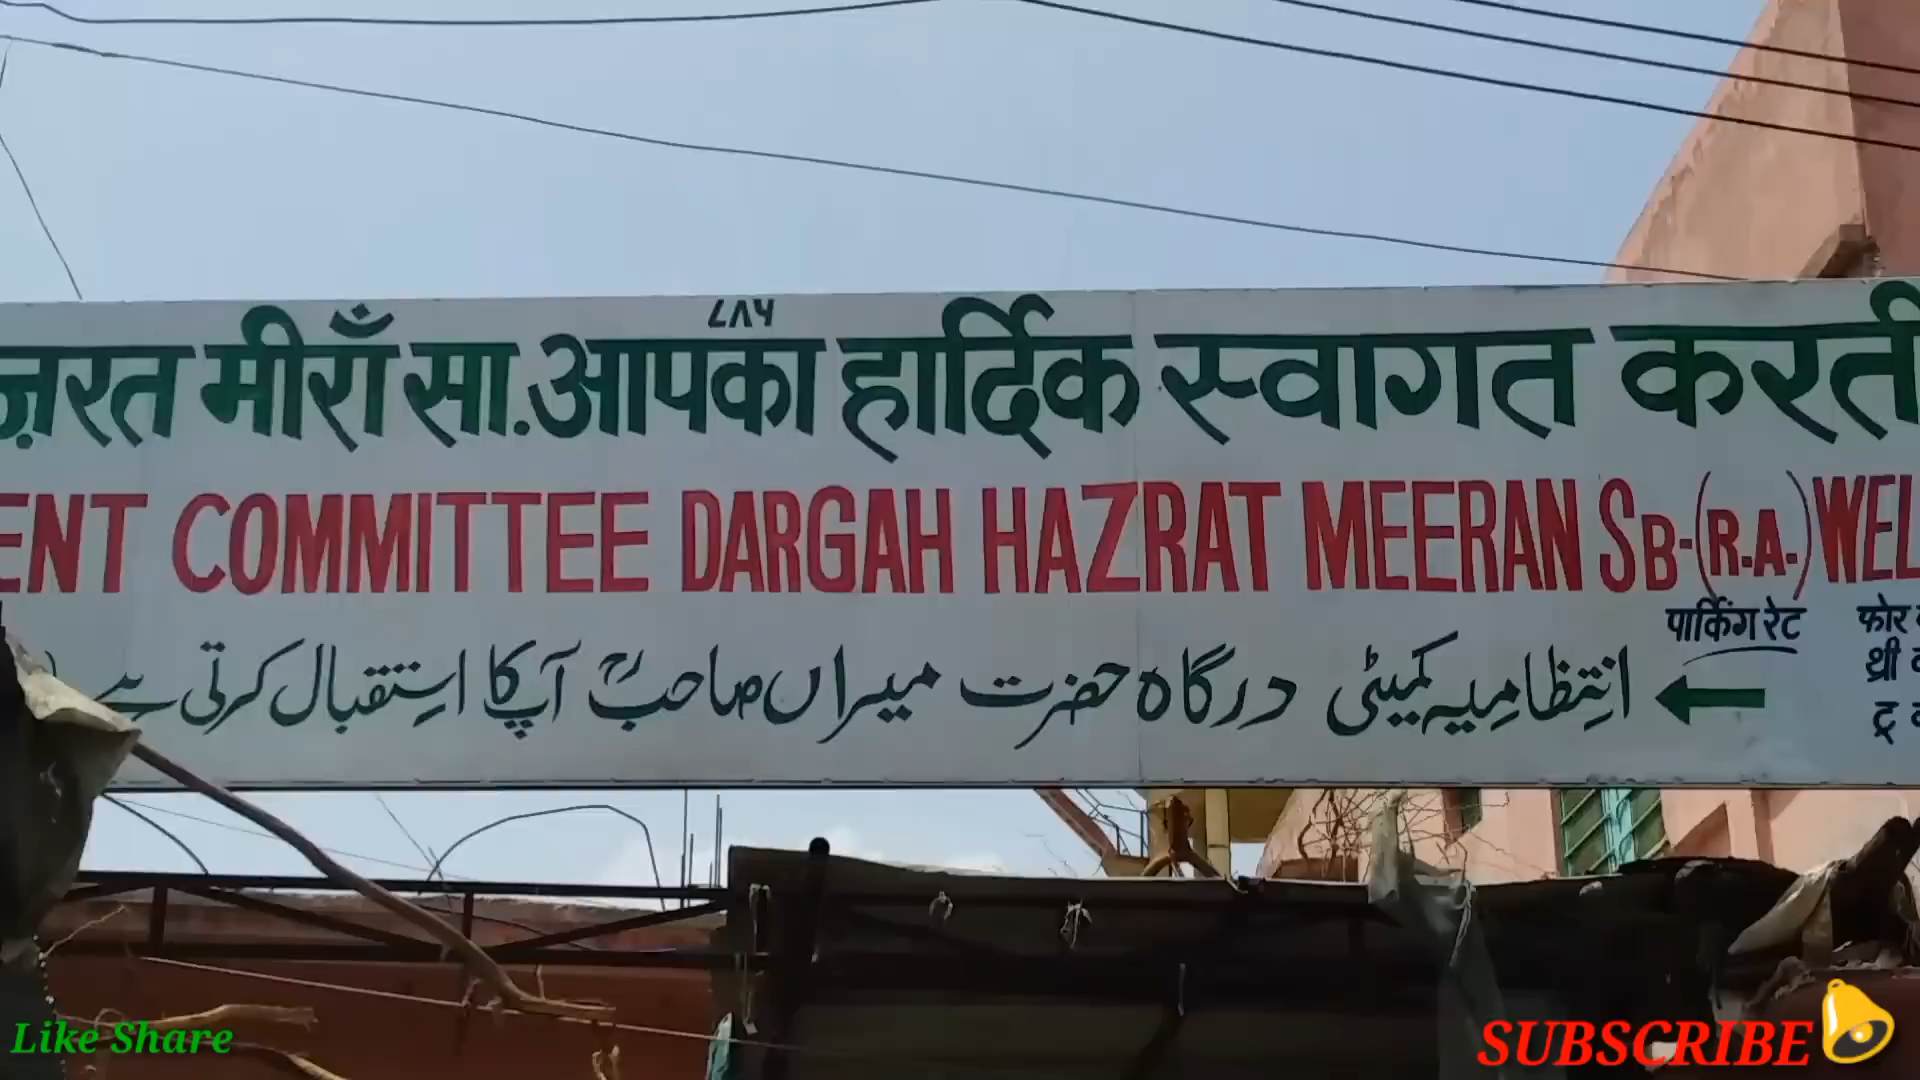 ८८५
ज़रत मीराँ सा. आपका हार्दिक स्वागत करती
ENT COMMITTEE DARGAH HAZRAT MEERAN SB-(R.A.) WEL
पार्किंग रेट
फोर
थ्री
ट्र
انتظامیہ کمیٹی درگاہ حضرت میراں صاحبؒ آپکا استقبال کرتی ہے
Like Share
SUBSCRIBE